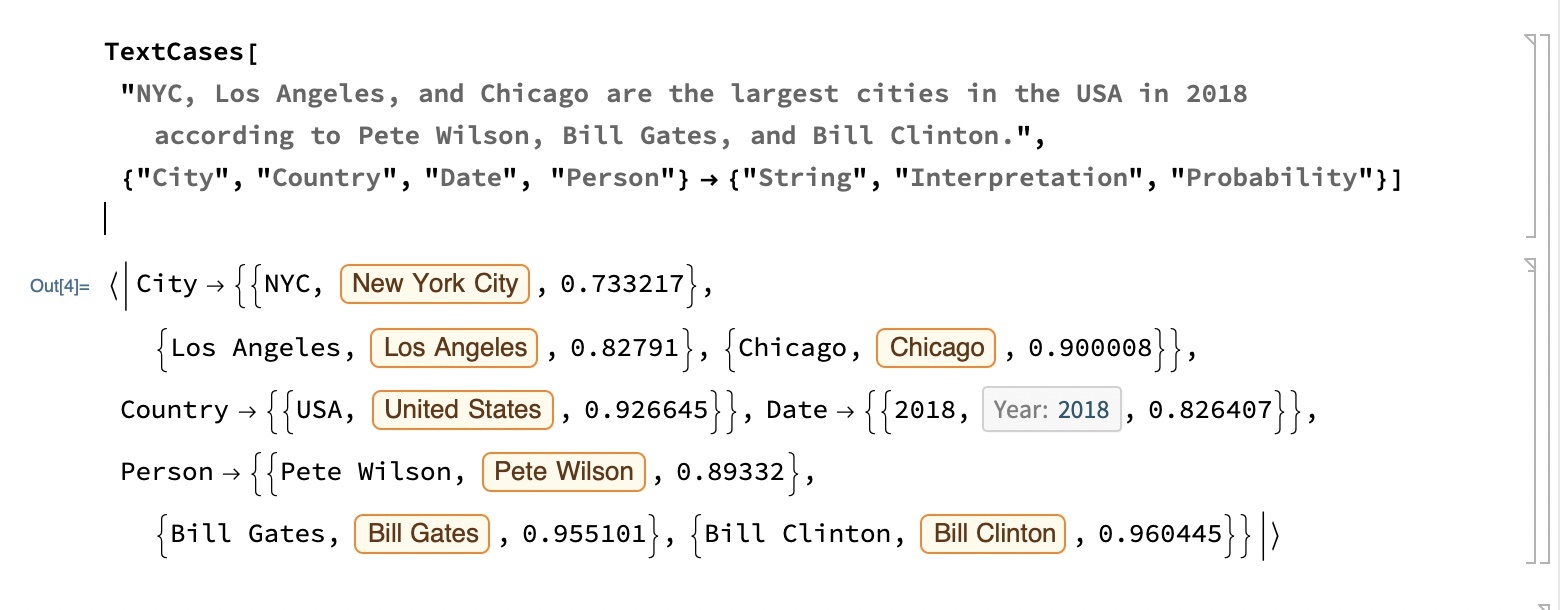 TextCases[
"NYC, Los Angeles, and Chicago are the largest cities in the USA in 2018
according to Pete Wilson, Bill Gates, and Bill Clinton.",
{"City", "Country", "Date", "Person"} → {"String", "Interpretation", "Probability"}]
Out[4]= ⟨|City → {{NYC, New York City, 0.733217},
{Los Angeles, Los Angeles, 0.82791}, {Chicago, Chicago, 0.900008}},
Country → {{USA, United States, 0.926645}}, Date → {{2018, Year: 2018, 0.826407}},
Person → {{Pete Wilson, Pete Wilson, 0.89332},
{Bill Gates, Bill Gates, 0.955101}, {Bill Clinton, Bill Clinton, 0.960445}}|⟩